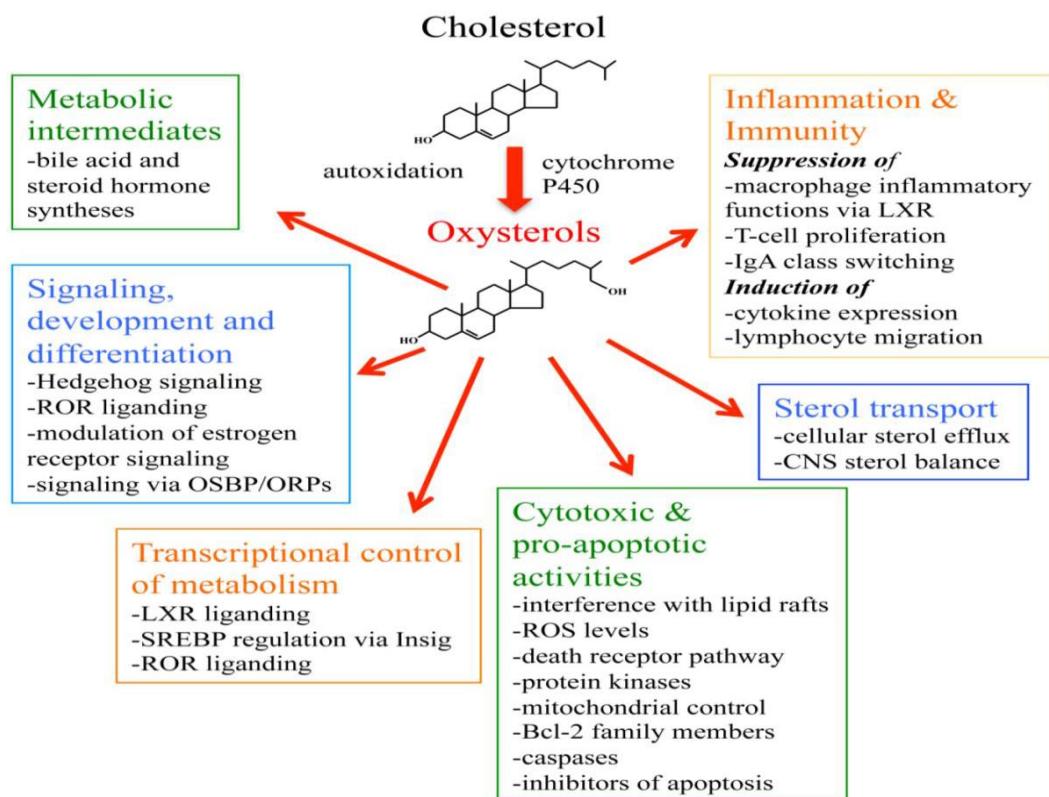 Cholesterol
HO
autoxidation
cytochrome
P450
Oxysterols
OH
HO
Metabolic
intermediates
-bile acid and
steroid hormone
syntheses
Inflammation &
Immunity
Suppression of
-macrophage inflammatory
functions via LXR
-T-cell proliferation
-IgA class switching
Induction of
-cytokine expression
-lymphocyte migration
Signaling,
development and
differentiation
-Hedgehog signaling
-ROR liganding
-modulation of estrogen
receptor signaling
-signaling via OSBP/ORPs
Sterol transport
-cellular sterol efflux
-CNS sterol balance
Transcriptional control
of metabolism
-LXR liganding
-SREBP regulation via Insig
-ROR liganding
Cytotoxic &
pro-apoptotic
activities
-interference with lipid rafts
-ROS levels
-death receptor pathway
-protein kinases
-mitochondrial control
-Bcl-2 family members
-caspases
-inhibitors of apoptosis